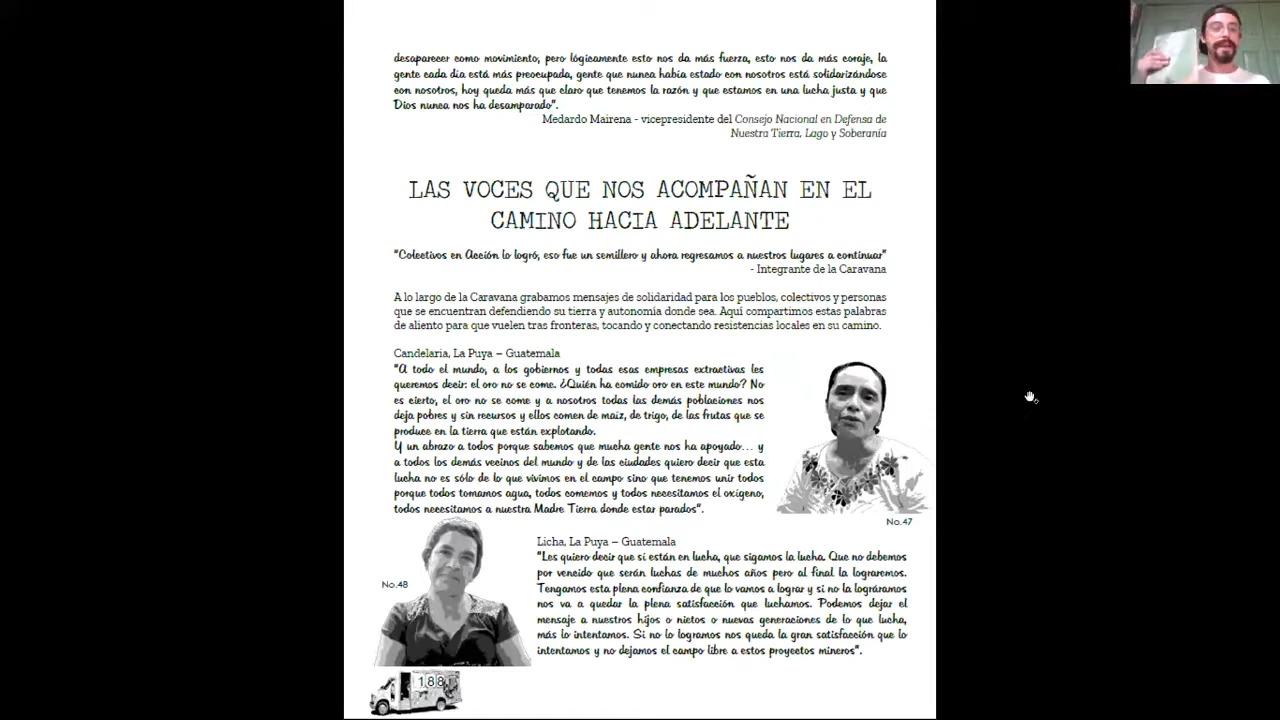 desaparecer como movimiento, pero lógicamente esto nos da más fuerza, esto nos da más coraje, la
gente cada día está más preocupada, gente que nunca había estado con nosotros está solidarizándose
con nosotros, hoy queda más que claro que tenemos la razón y que estamos en una lucha justa y que
Dios nunca nos ha desamparado”.
Medardo Mairena - vicepresidente del Consejo Nacional en Defensa de
Nuestra Tierra, Lago y Soberanía
LAS VOCES QUE NOS ACOMPAÑAN EN EL
CAMINO HACIA ADELANTE
“Colectivos en Acción lo logró, eso fue un semillero y ahora regresamos a nuestros lugares a continuar”
- Integrante de la Caravana
A lo largo de la Caravana grabamos mensajes de solidaridad para los pueblos, colectivos y personas
que se encuentran defendiendo su tierra y autonomía donde sea. Aquí compartimos estas palabras
de aliento para que vuelen tras fronteras, tocando y conectando resistencias locales en su camino.
Candelaria, La Puya – Guatemala
“A todo el mundo, a los gobiernos y todas esas empresas extractivas les
queremos decir: el oro no se come. ¿Quién ha comido oro en este mundo? No
es cierto, el oro no se come y a nosotros todas las demás poblaciones nos
deja pobres y sin recursos y ellos comen de maíz, de trigo, de las frutas que se
produce en la tierra que están explotando.
Y un abrazo a todos porque sabemos que mucha gente nos ha apoyado... y
a todos los demás vecinos del mundo y de las ciudades quiero decir que esta
lucha no es sólo de lo que vivimos en el campo sino que tenemos unir todos
porque todos tomamos agua, todos comemos y todos necesitamos el oxígeno,
todos necesitamos a nuestra Madre Tierra donde estar parados”.
No.47
Licha, La Puya – Guatemala
“Les quiero decir que si están en lucha, que sigamos la lucha. Que no debemos
por vencido que serán luchas de muchos años pero al final la lograremos.
Tengamos esta plena confianza de que lo vamos a lograr y si no la lográramos
nos va a quedar la plena satisfacción que luchamos. Podemos dejar el
mensaje a nuestros hijos o nietos o nuevas generaciones de lo que lucha,
más lo intentamos. Si no lo logramos nos queda la gran satisfacción que lo
intentamos y no dejamos el campo libre a estos proyectos mineros”.
No.48
188